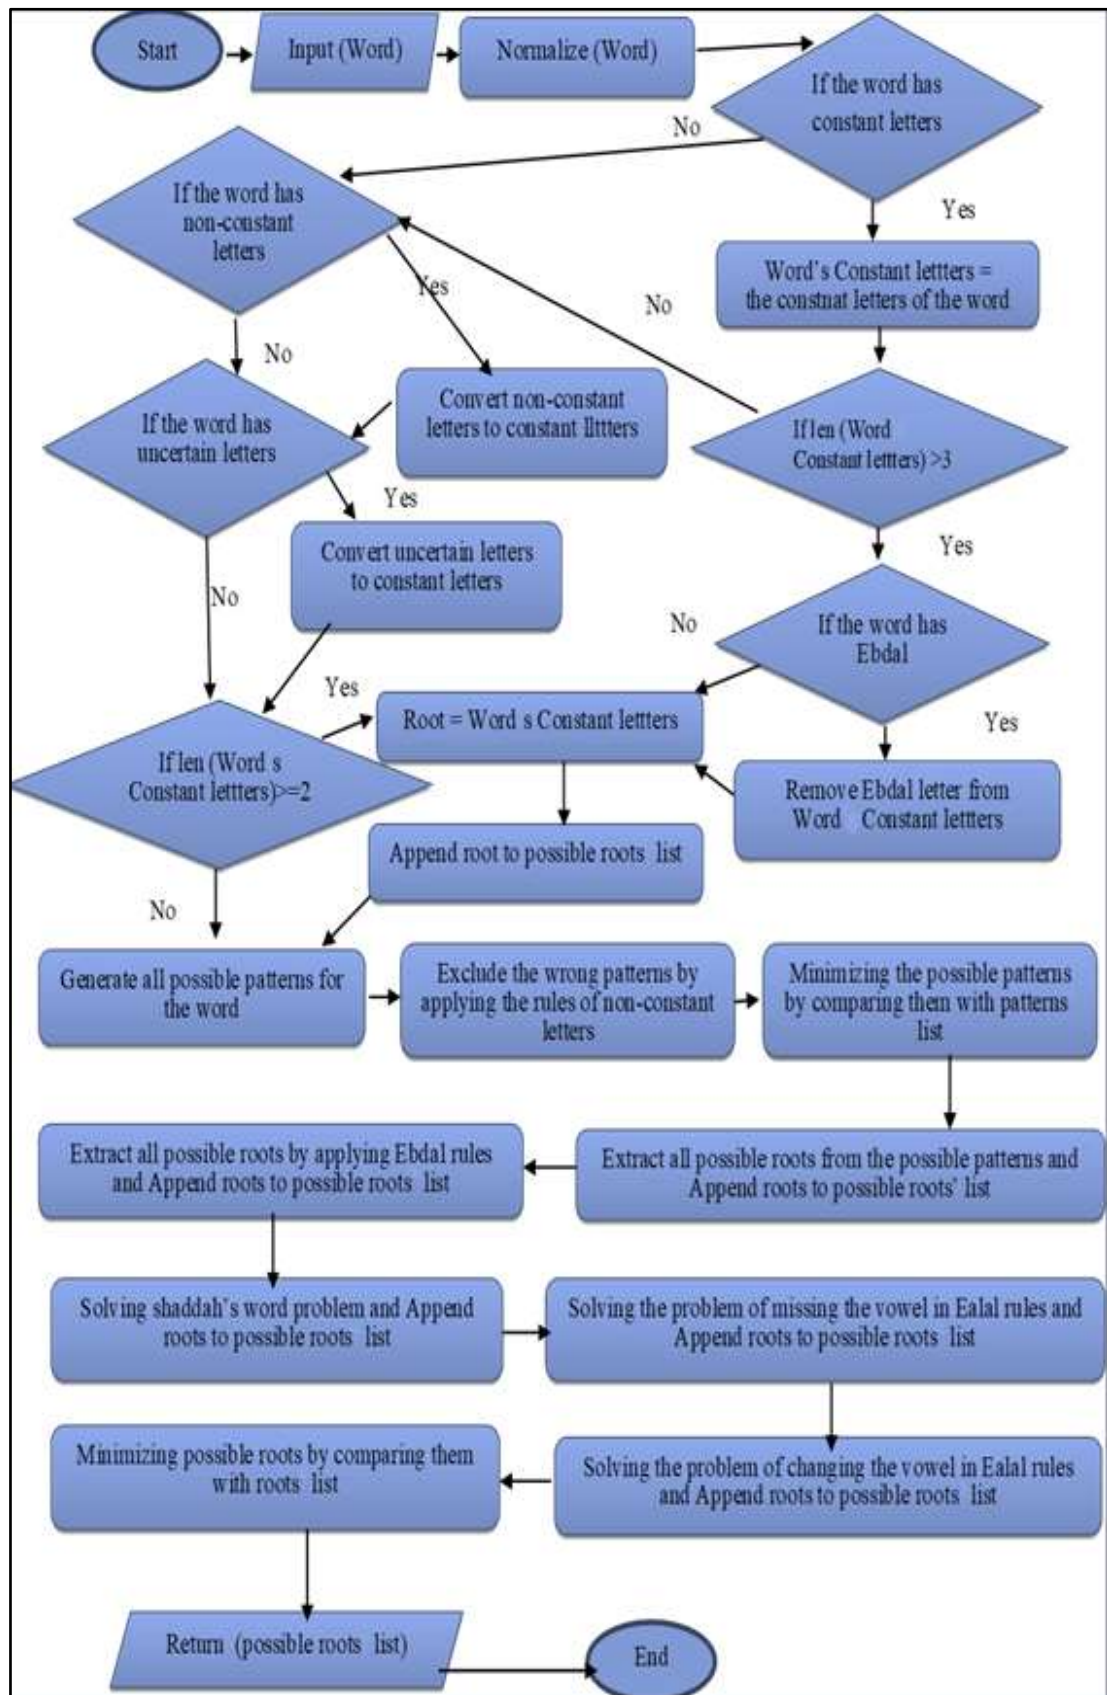 Start
Input (Word)
Normalize (Word)
If the word has
constant letters
No
If the word has
non-constant
letters
Yes
Word's Constant lettters =
the constnat letters of the word
Yes
No
No
Convert non-constant
letters to constant lIttters
If the word has
uncertain letters
If len (Word
Constant lettters) >3
Yes
Yes
Convert uncertain letters
to constant letters
No
No
If the word has
Ebdal
Yes
Root = Word s Constant lettters
Yes
If len (Word s
Constant lettters)>=2
Remove Ebdal letter from
Word Constant lettters
Append root to possible roots list
No
Generate all possible patterns for
the word
Exclude the wrong patterns by
applying the rules of non-constant
letters
Minimizing the possible patterns
by comparing them with patterns
list
Extract all possible roots from the possible patterns and
Append roots to possible roots' list
Extract all possible roots by applying Ebdal rules
and Append roots to possible roots list
Solving shaddah's word problem and Append
roots to possible roots list
Solving the problem of missing the vowel in Ealal rules and
Append roots to possible roots list
Solving the problem of changing the vowel in Ealal rules
and Append roots to possible roots list
Minimizing possible roots by comparing them
with roots list
Return (possible roots list)
End